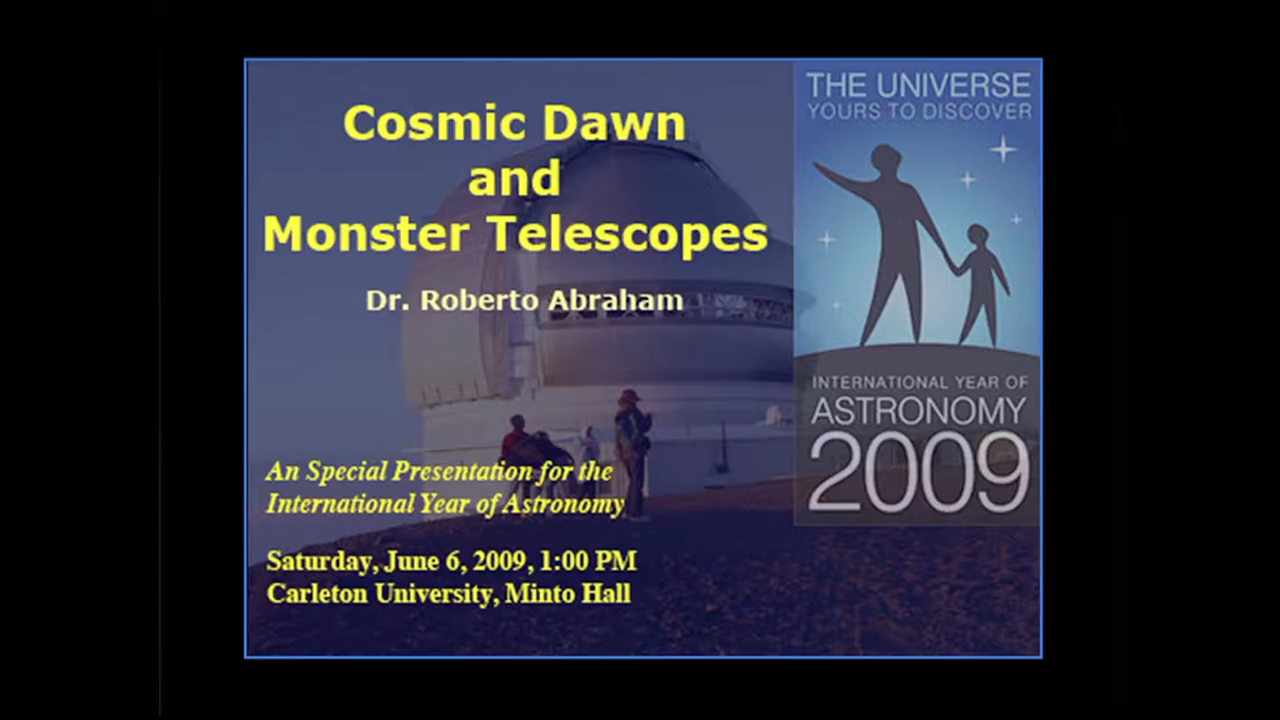 Cosmic Dawn
and
Monster Telescopes
Dr. Roberto Abraham
An Special Presentation for the
International Year of Astronomy
Saturday, June 6, 2009, 1:00 PM
Carleton University, Minto Hall
THE UNIVERSE
YOURS TO DISCOVER
INTERNATIONAL YEAR OF
ASTRONOMY
2009